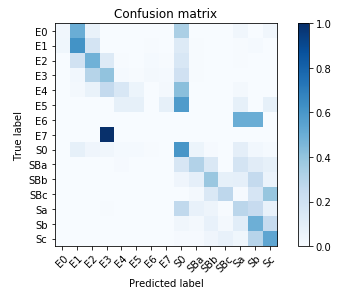 Confusion matrix
True label
E0
E1
E2
E3
E4
E5
E6
E7
S0
SBa
SBb
SBc
Sa
Sb
Sc
E0 E1 E2 E3 E4 E5 E6 E7 S0 SBa SBb SBc Sa Sb Sc
Predicted label
1.0
0.8
0.6
0.4
0.2
0.0